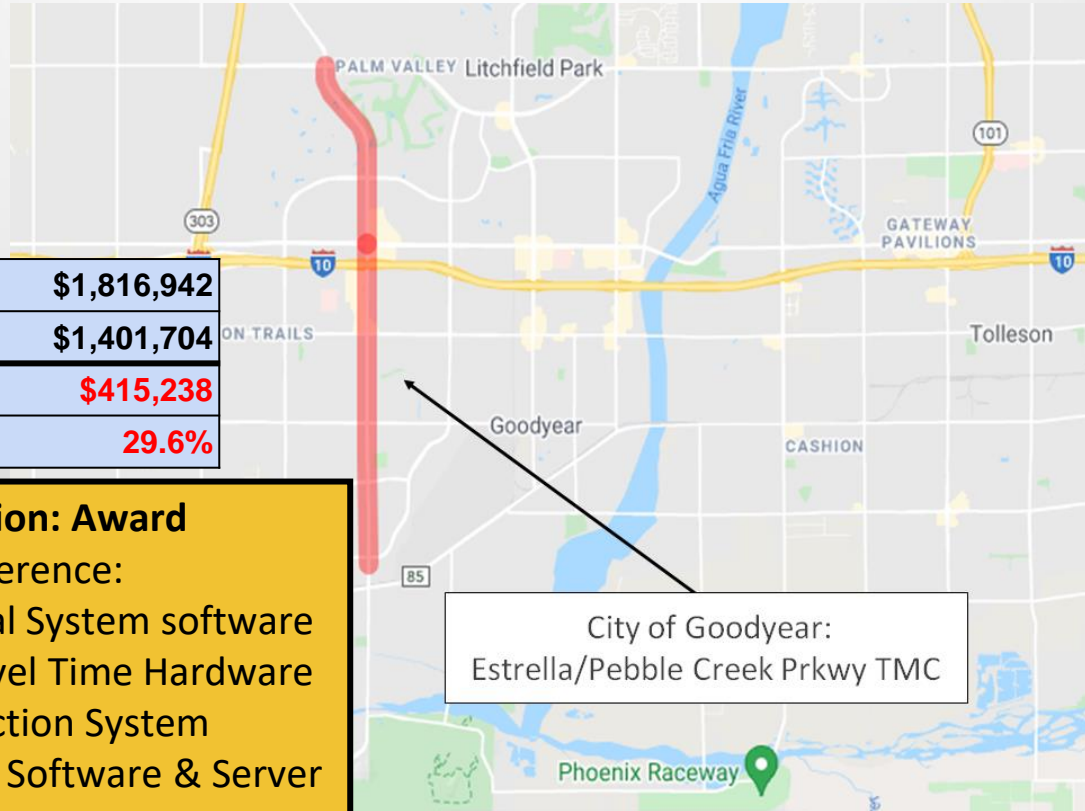 PALM VALLEY
Litchfield Park
Agua Fria River
101
303
GATEWAY
PAVILIONS
10
10
$1,816,942
$1,401,704
ON TRAILS
Tolleson
$415,238
29.6%
Goodyear
CASHION
ion: Award
erence:
al System software
vel Time Hardware
ction System
Software & Server
85
City of Goodyear:
Estrella/Pebble Creek Prkwy TMC
Phoenix Raceway